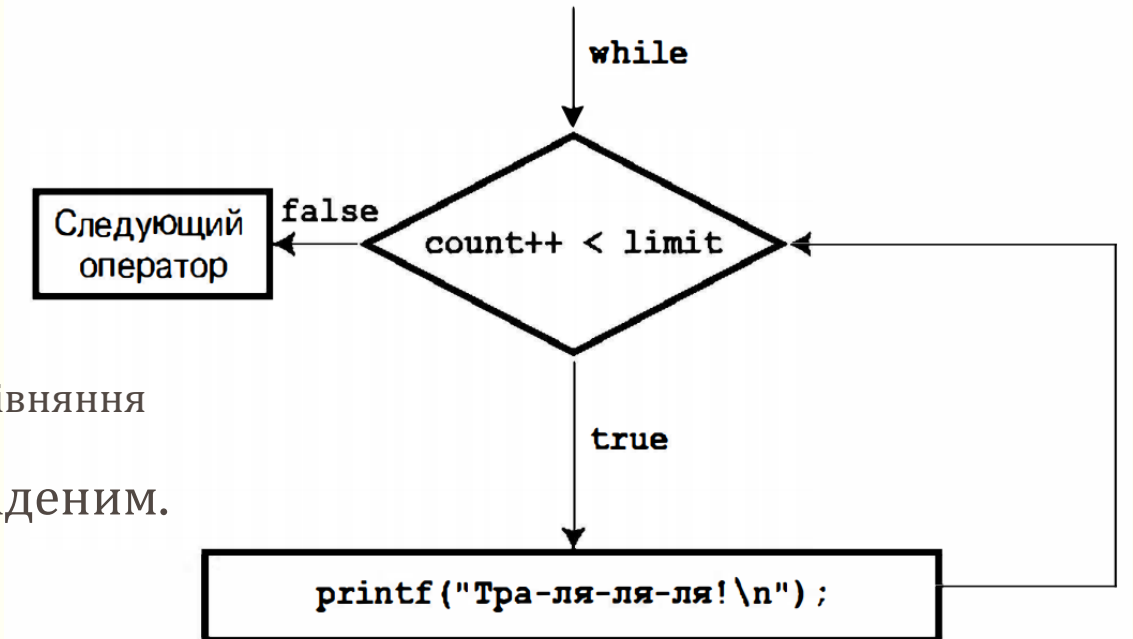 while
false
Следующий
оператор
count++ < limit
true
printf("Тра-ля-ля-ля!\n");